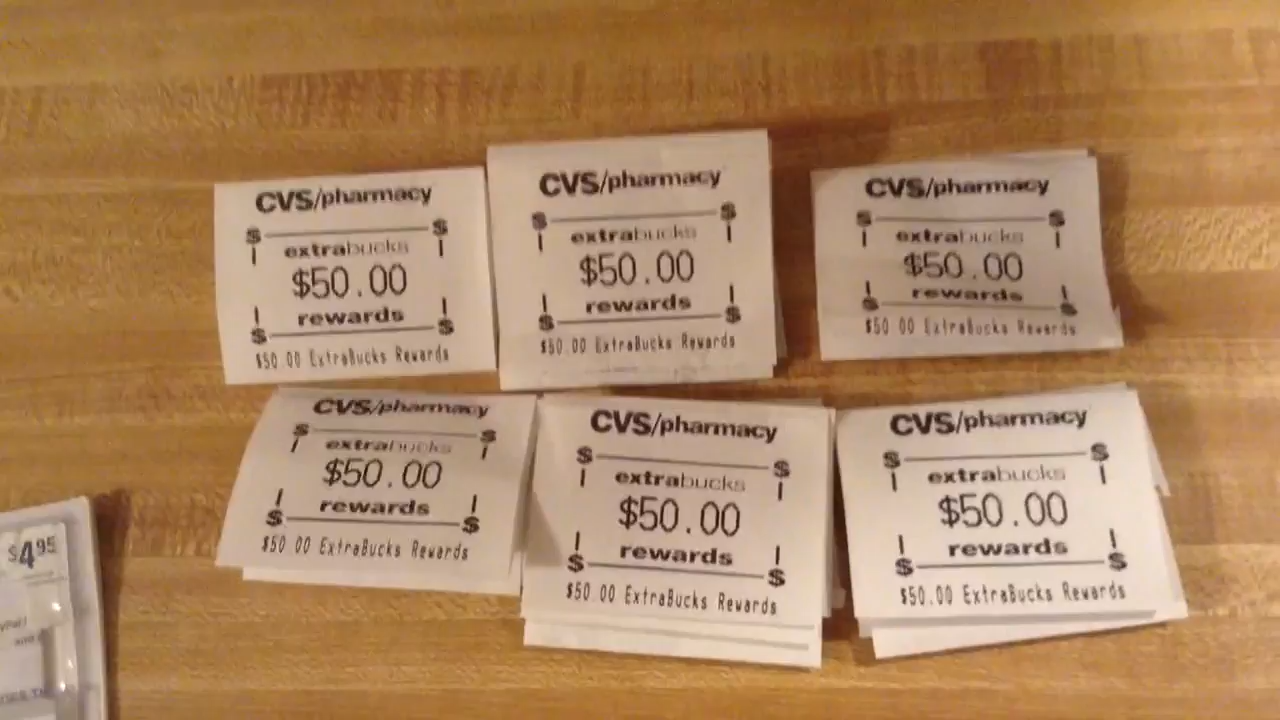 CVS/pharmacy
$ $
extrabucks
$50.00
rewards
$ $
$50.00 ExtraBucks Rewards
CVS/pharmacy
$ $
extrabucks
$50.00
rewards
$ $
$50.00 ExtraBucks Rewards
CVS/pharmacy
$ $
extrabucks
$50.00
rewards
$ $
$50 00 ExtraBucks Rewards
CVS/pharmacy
$ $
extrabucks
$50.00
rewards
$ $
$50 00 ExtraBucks Rewards
CVS/pharmacy
$ $
extrabucks
$50.00
rewards
$ $
$50 00 ExtraBucks Rewards
CVS/pharmacy
$ $
extrabucks
$50.00
rewards
$ $
$50.00 ExtraBucks Rewards
$4.95